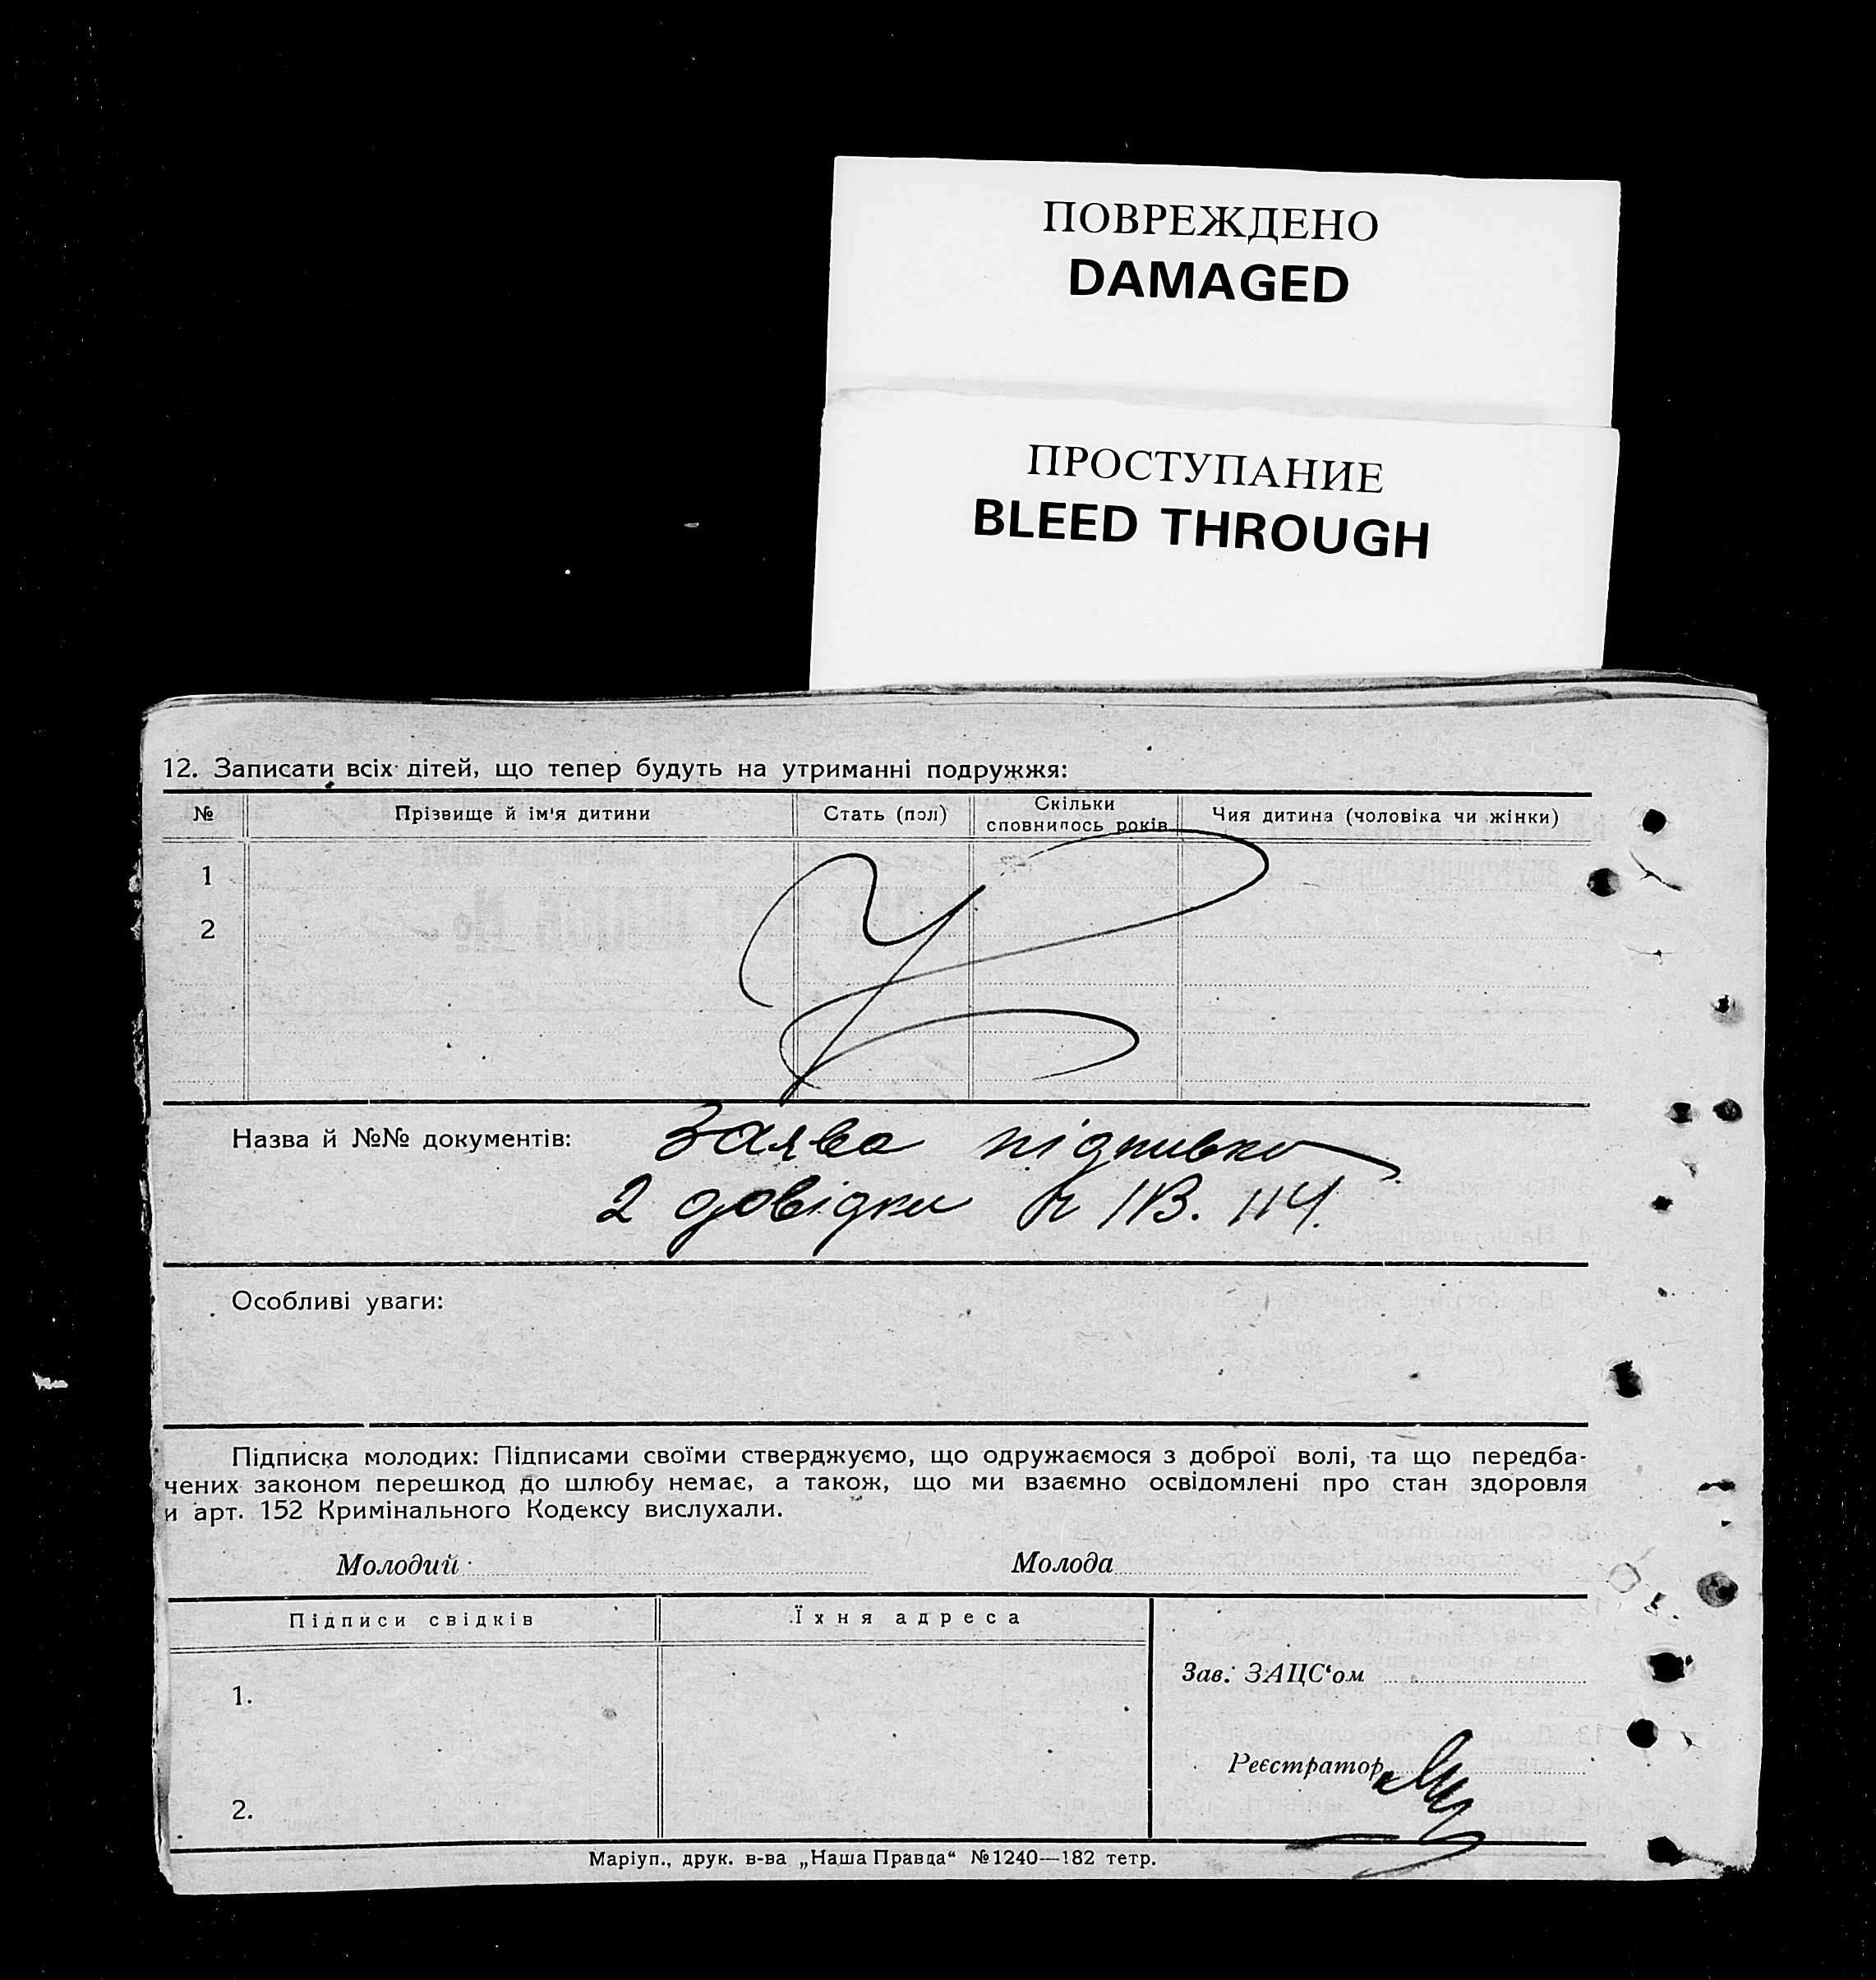 ПОВРЕЖДЕНО
DAMAGED
ПРОСТУПАНИЕ
BLEED THROUGH
12. Записати всіх дітей, що тепер будуть на утриманні подружжя:
№ Прізвище й ім'я дитини Стать (пол) Скільки сповнилось років Чия дитина (чоловіка чи жінки)
1
2
Назва й №№ документів: Заява підписка
2 довідки
Особливі уваги:
Підписка молодих: Підписами своїми стверджуємо, що одружаємося з доброї волі, та що передба-
чених законом перешкод до шлюбу немає, а також, що ми взаємно освідомлені про стан здоровля
и арт. 152 Кримінального Кодексу вислухали.
Молодий Молода
Підписи свідків Їхня адреса
Зав. ЗАЦС‘ом
1.
Реєстратор
2.
Маріуп., друк. в-ва „Наша Правда“ №1240—182 тетр.